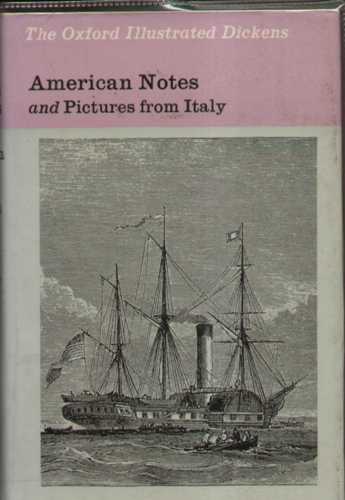 The Oxford Illustrated Dickens
American Notes
and Pictures from Italy